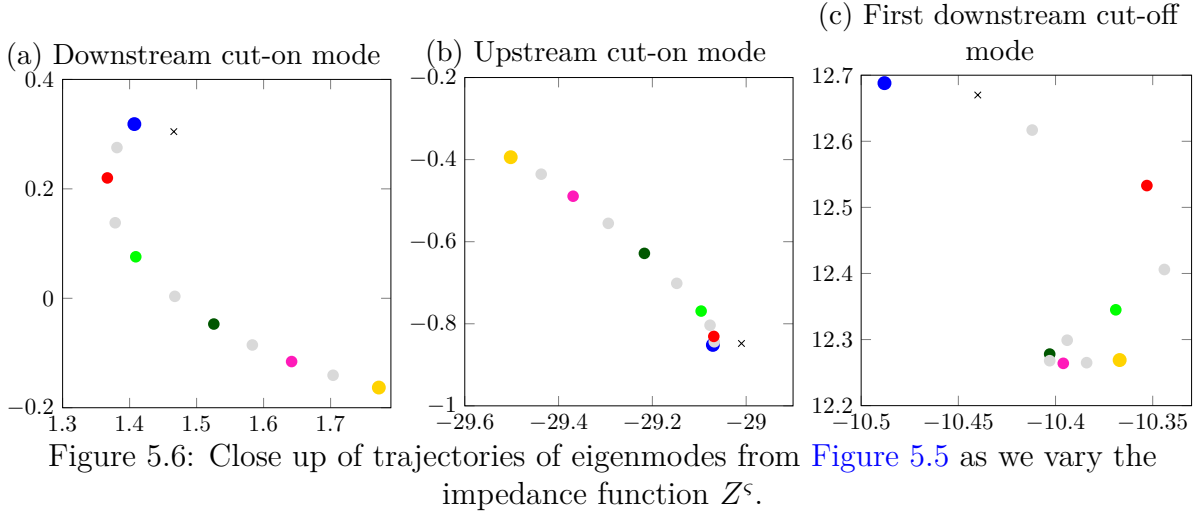 (a) Downstream cut-on mode
0.4
0.2
0
−0.2
1.3 1.4 1.5 1.6 1.7
(b) Upstream cut-on mode
−0.2
−0.4
−0.6
−0.8
−1
−29.6 −29.4 −29.2 −29
(c) First downstream cut-off
mode
12.7
12.6
12.5
12.4
12.3
12.2
−10.5 −10.45 −10.4 −10.35
Figure 5.6: Close up of trajectories of eigenmodes from Figure 5.5 as we vary the
impedance function Z^ς.